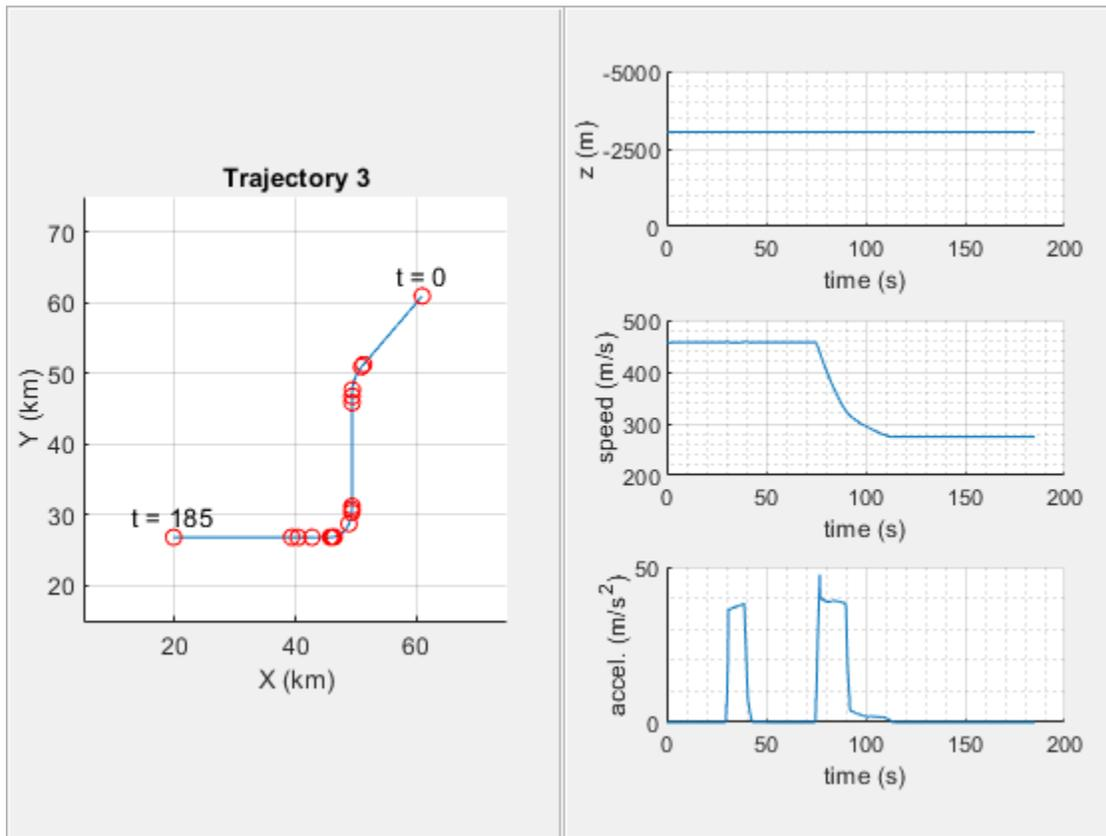 Trajectory 3
t = 0
t = 185
70
60
50
40
30
20
Y (km)
20 40 60
X (km)
-5000
-2500
0
z (m)
0 50 100 150 200
time (s)
500
400
300
200
speed (m/s)
0 50 100 150 200
time (s)
50
0
accel. (m/s²)
0 50 100 150 200
time (s)